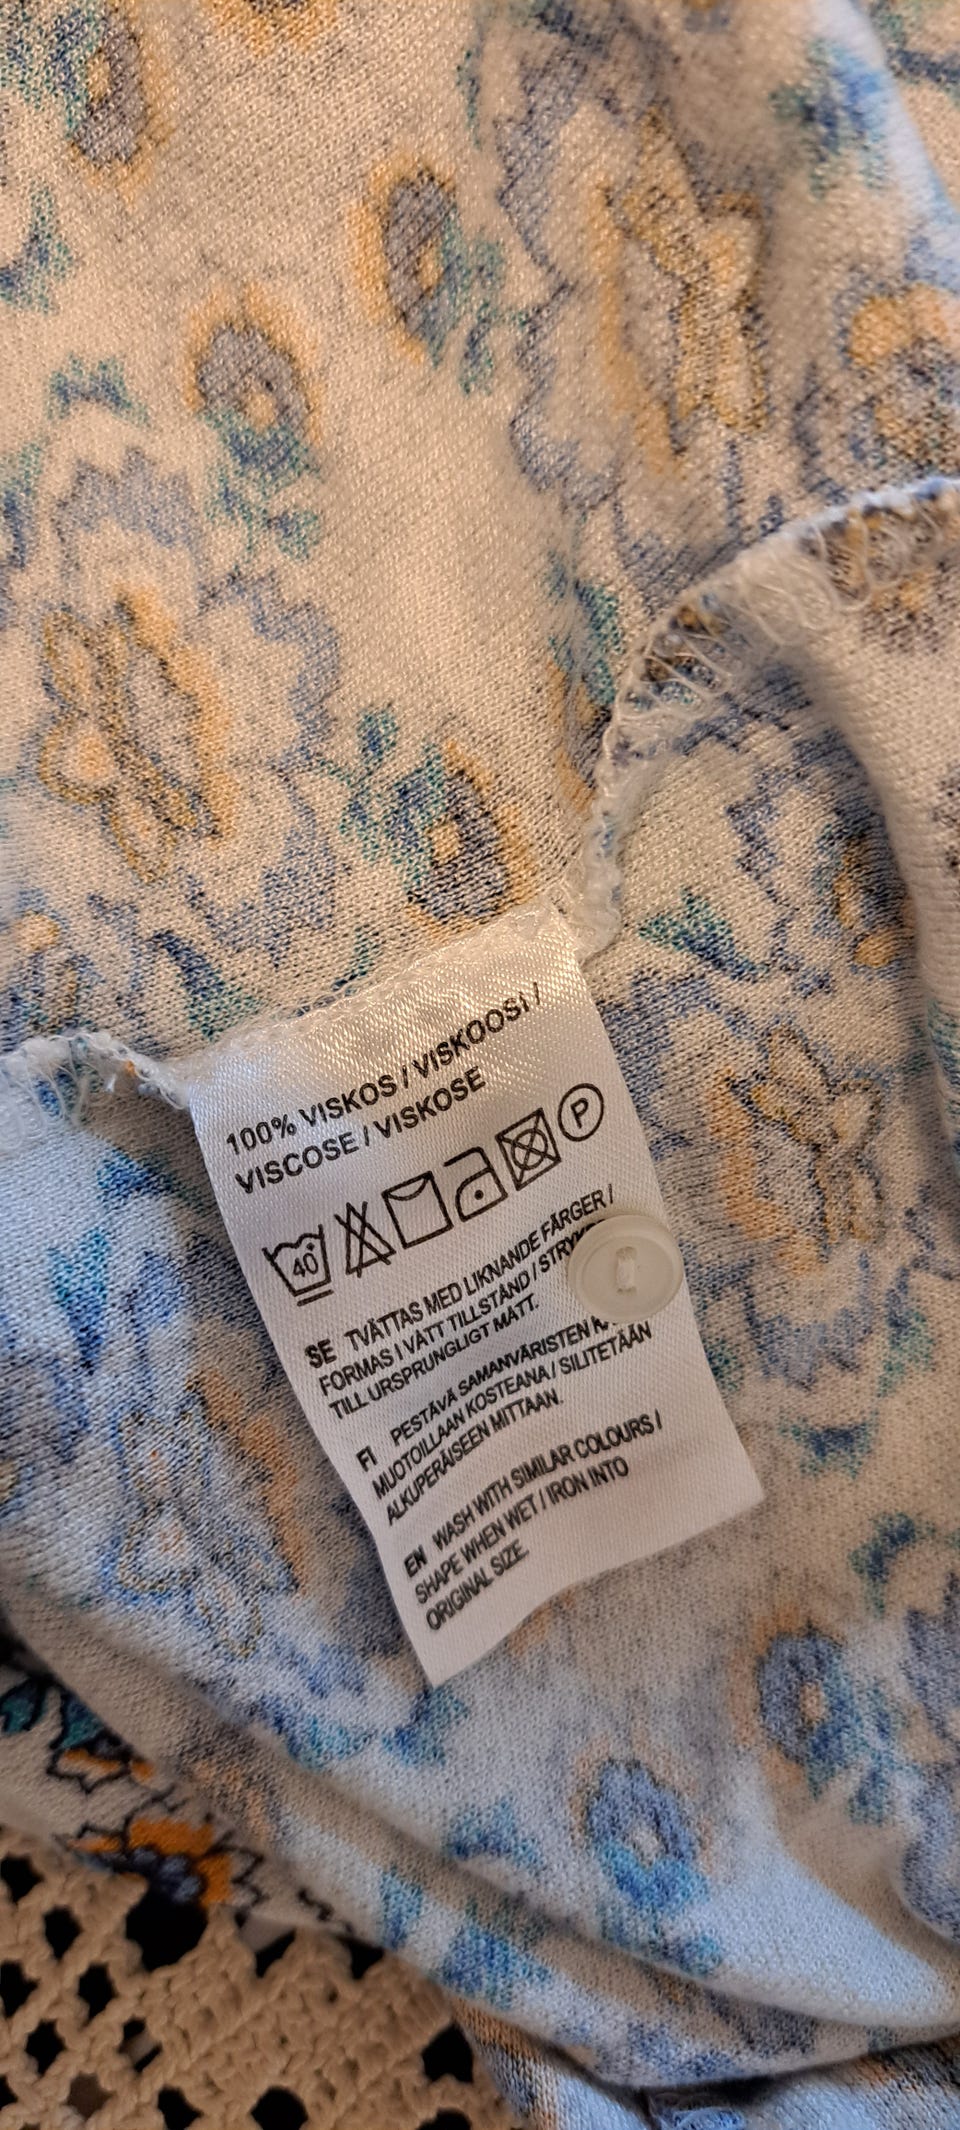 100% VISKOS / VISKOOSI /
VISCOSE / VISKOSE
40° P
SE TVÄTTAS MED LIKNANDE FÄRGER /
FORMAS I VÅTT TILLSTÅND /
TILL URSPRUNGLIGT MÅTT.
FI PESTÄVÄ SAMANVÄRISTEN
MUOTOILLAAN KOSTEANA / SILITETÄÄN
ALKUPERÄISEEN MITTAAN.
EN WASH WITH SIMILAR COLOURS /
SHAPE WHEN WET / IRON INTO
ORIGINAL SIZE.